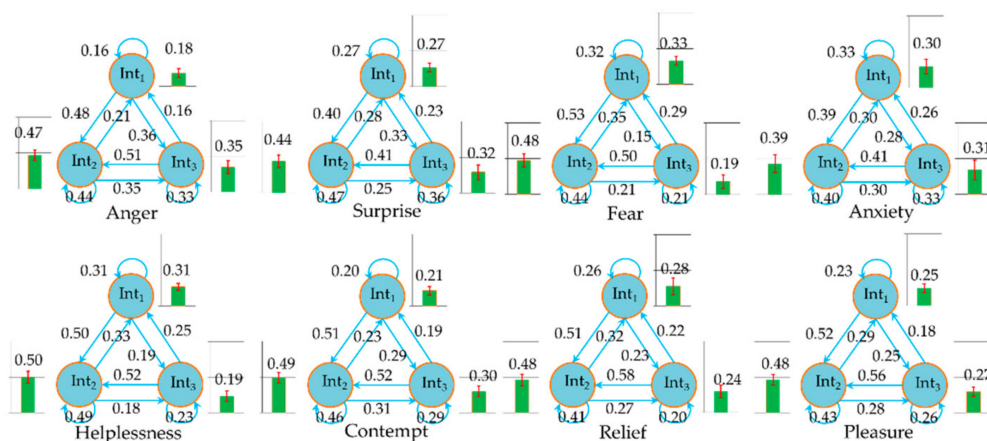 0.16 0.18 0.27 0.27 0.32 0.33 0.33 0.30
Int1 Int1 Int1 Int1
0.48 0.21 0.16 0.40 0.28 0.23 0.53 0.35 0.29 0.39 0.30 0.26
0.47 0.36 0.35 0.44 0.33 0.32 0.48 0.15 0.19 0.39 0.28 0.31
Int2 0.51 Int3 Int2 0.41 Int3 Int2 0.50 Int3 Int2 0.41 Int3
0.44 0.35 0.33 0.47 0.25 0.36 0.44 0.21 0.21 0.40 0.30 0.33
Anger Surprise Fear Anxiety
0.31 0.31 0.20 0.21 0.26 0.28 0.23 0.25
Int1 Int1 Int1 Int1
0.50 0.33 0.25 0.51 0.23 0.19 0.51 0.32 0.22 0.52 0.29 0.18
0.50 0.19 0.19 0.49 0.29 0.30 0.48 0.23 0.24 0.48 0.25 0.27
Int2 0.52 Int3 Int2 0.52 Int3 Int2 0.58 Int3 Int2 0.56 Int3
0.49 0.18 0.23 0.46 0.31 0.29 0.41 0.27 0.20 0.43 0.28 0.26
Helplessness Contempt Relief Pleasure